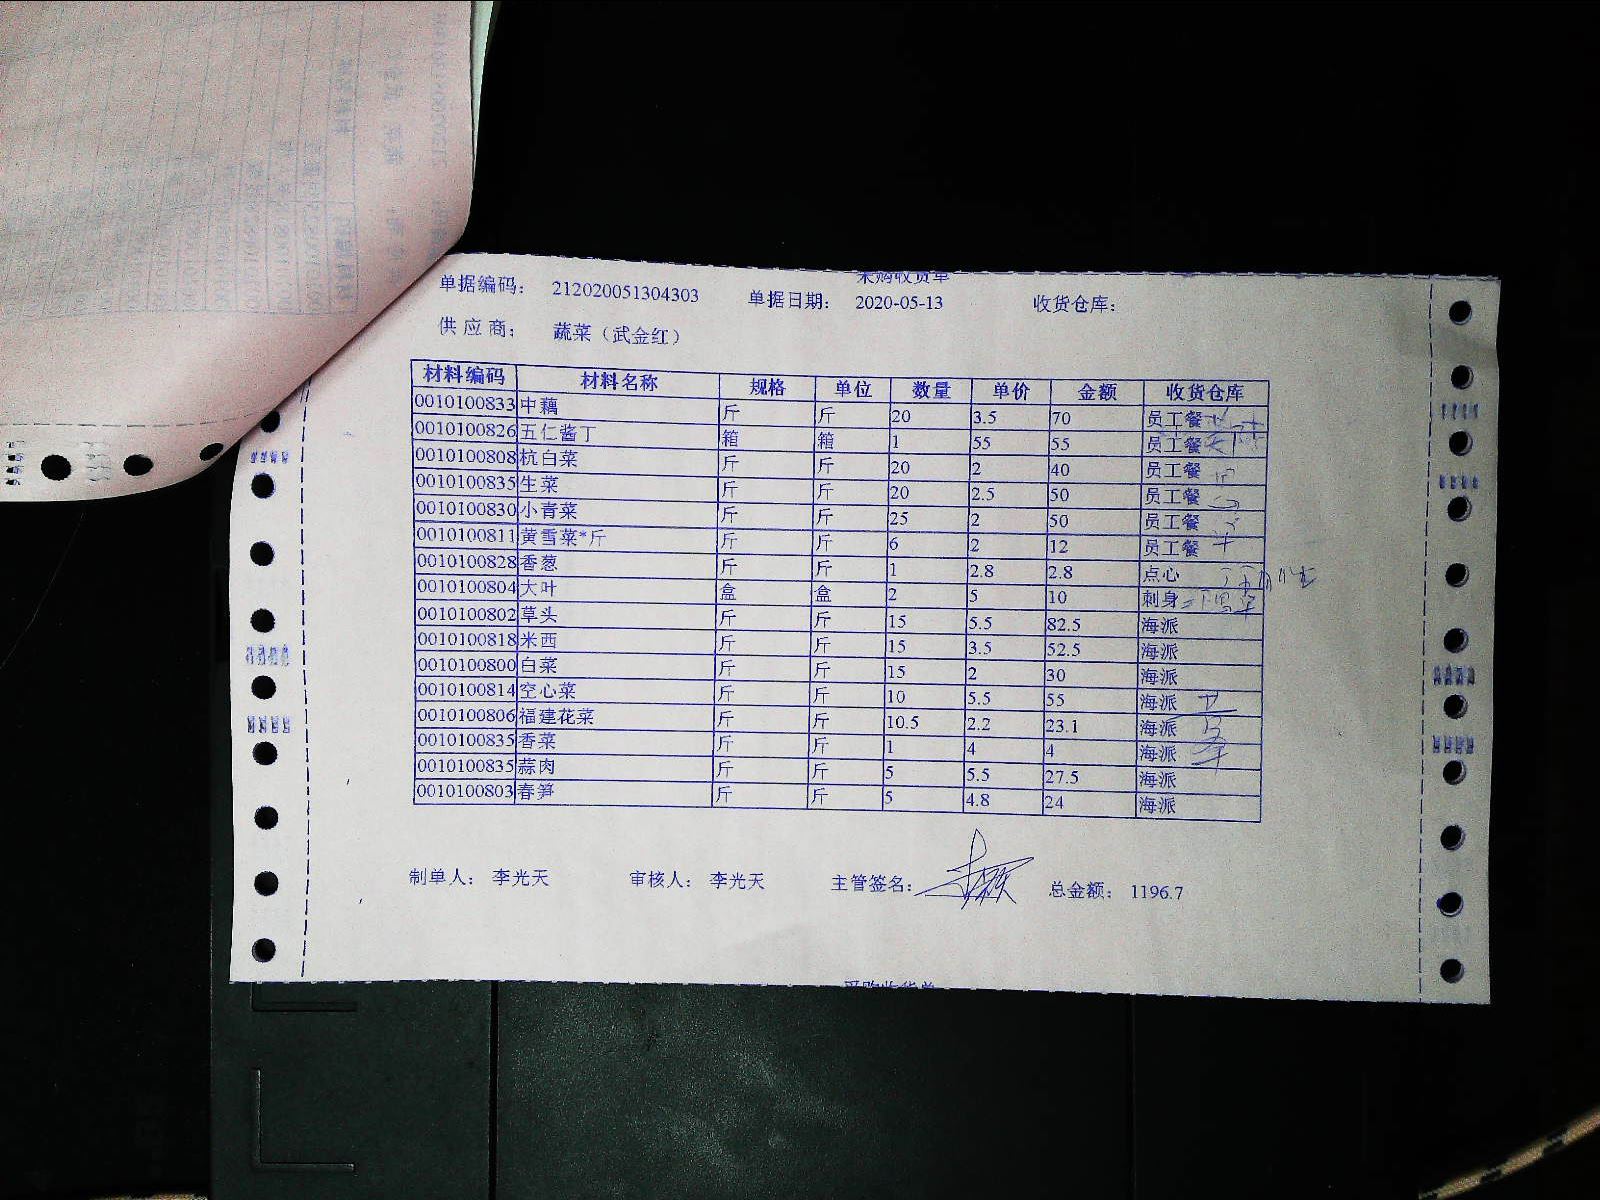 采购收货单
单据编码： 212020051304303 单据日期： 2020-05-13 收货仓库：
供应商： 蔬菜（武金红）
材料编码 材料名称 规格 单位 数量 单价 金额 收货仓库
0010100833 中藕 斤 斤 20 3.5 70 员工餐
0010100826 五仁酱丁 箱 箱 1 55 55 员工餐
0010100808 杭白菜 斤 斤 20 2 40 员工餐
0010100835 生菜 斤 斤 20 2.5 50 员工餐
0010100830 小青菜 斤 斤 25 2 50 员工餐
0010100811 黄雪菜*斤 斤 斤 6 2 12 员工餐
0010100828 香葱 斤 斤 1 2.8 2.8 点心
0010100804 大叶 盒 盒 2 5 10 刺身
0010100802 草头 斤 斤 15 5.5 82.5 海派
0010100818 米西 斤 斤 15 3.5 52.5 海派
0010100800 白菜 斤 斤 15 2 30 海派
0010100814 空心菜 斤 斤 10 5.5 55 海派
0010100806 福建花菜 斤 斤 10.5 2.2 23.1 海派
0010100835 香菜 斤 斤 1 4 4 海派
0010100835 蒜肉 斤 斤 5 5.5 27.5 海派
0010100803 春笋 斤 斤 5 4.8 24 海派
制单人： 李光天 审核人： 李光天 主管签名： 总金额： 1196.7
采购收货单